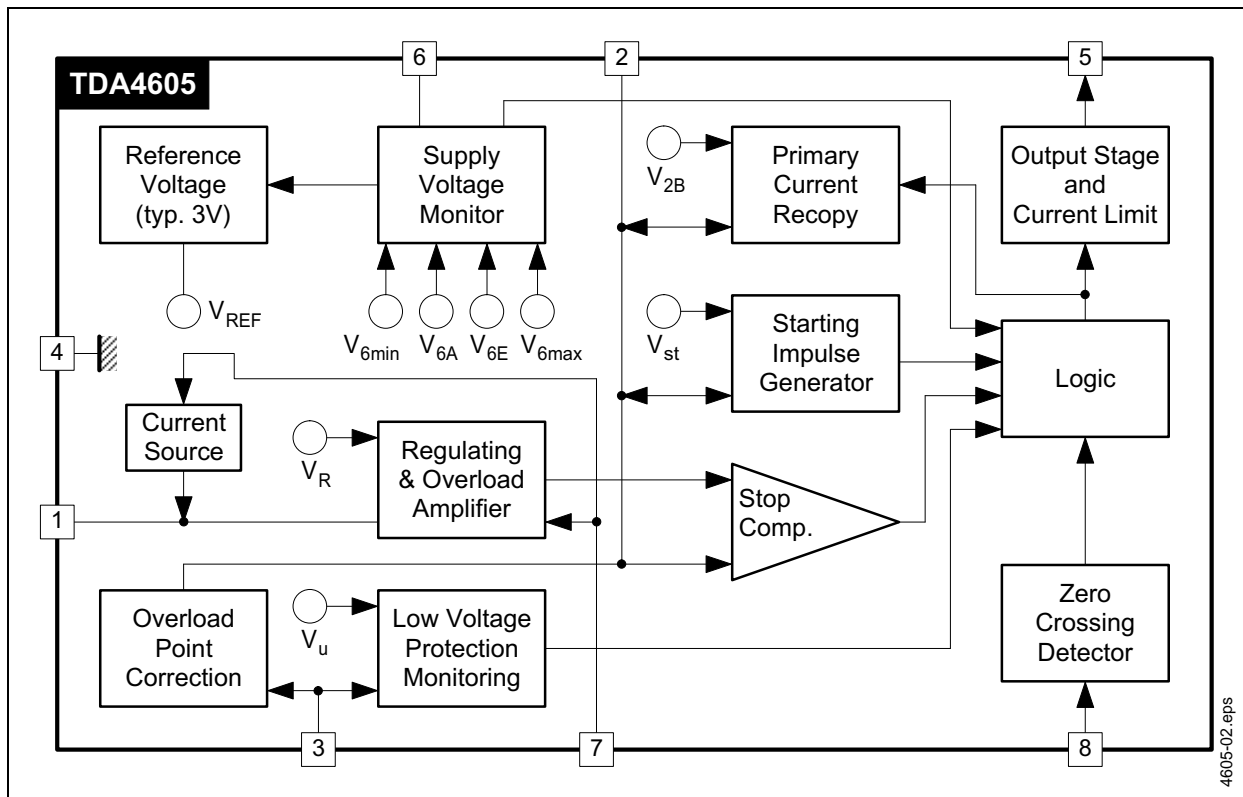 TDA4605
6
2
5
Reference
Voltage
(typ. 3V)
Supply
Voltage
Monitor
V2B
Primary
Current
Recopy
Output Stage
and
Current Limit
VREF
V6min
V6A
V6E
V6max
Vst
Starting
Impulse
Generator
Logic
4
Current
Source
VR
Regulating
& Overload
Amplifier
Stop
Comp.
1
Overload
Point
Correction
Vu
Low Voltage
Protection
Monitoring
Zero
Crossing
Detector
3
7
8
4605-02.eps